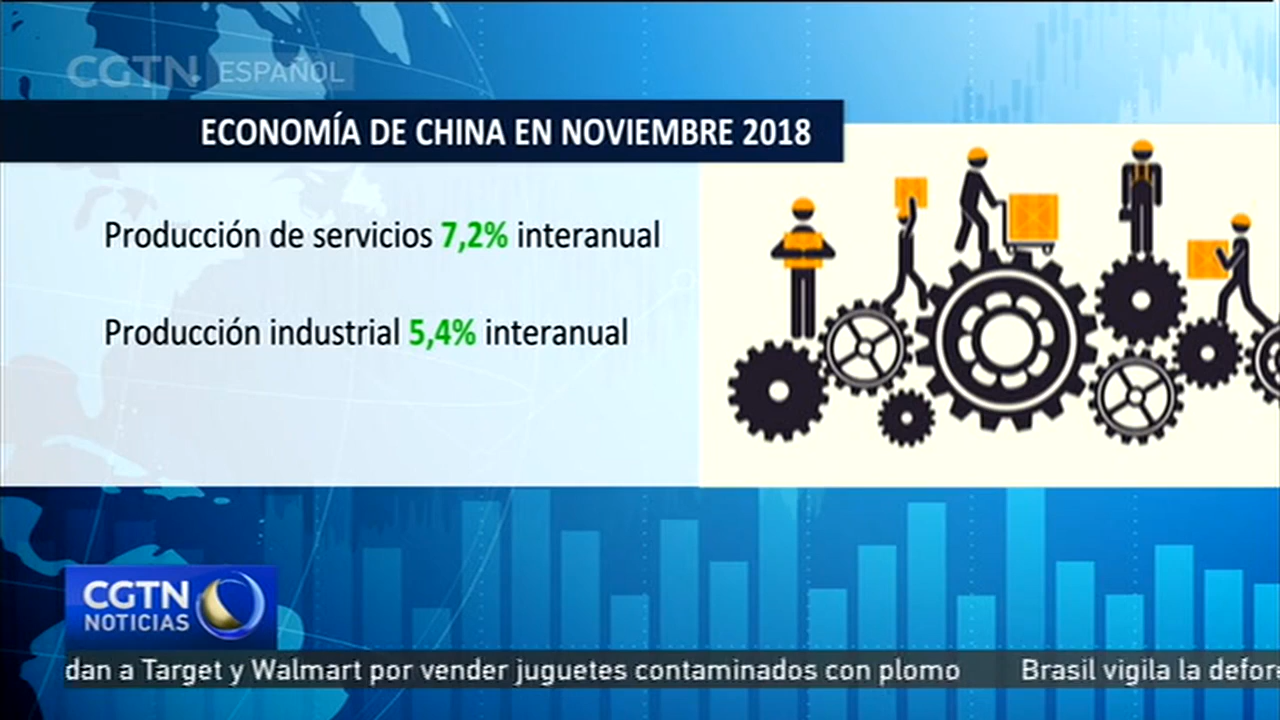 CGTN ESPAÑOL
ECONOMÍA DE CHINA EN NOVIEMBRE 2018
Producción de servicios 7,2% interanual
Producción industrial 5,4% interanual
CGTN
NOTICIAS
dan a Target y Walmart por vender juguetes contaminados con plomo Brasil vigila la